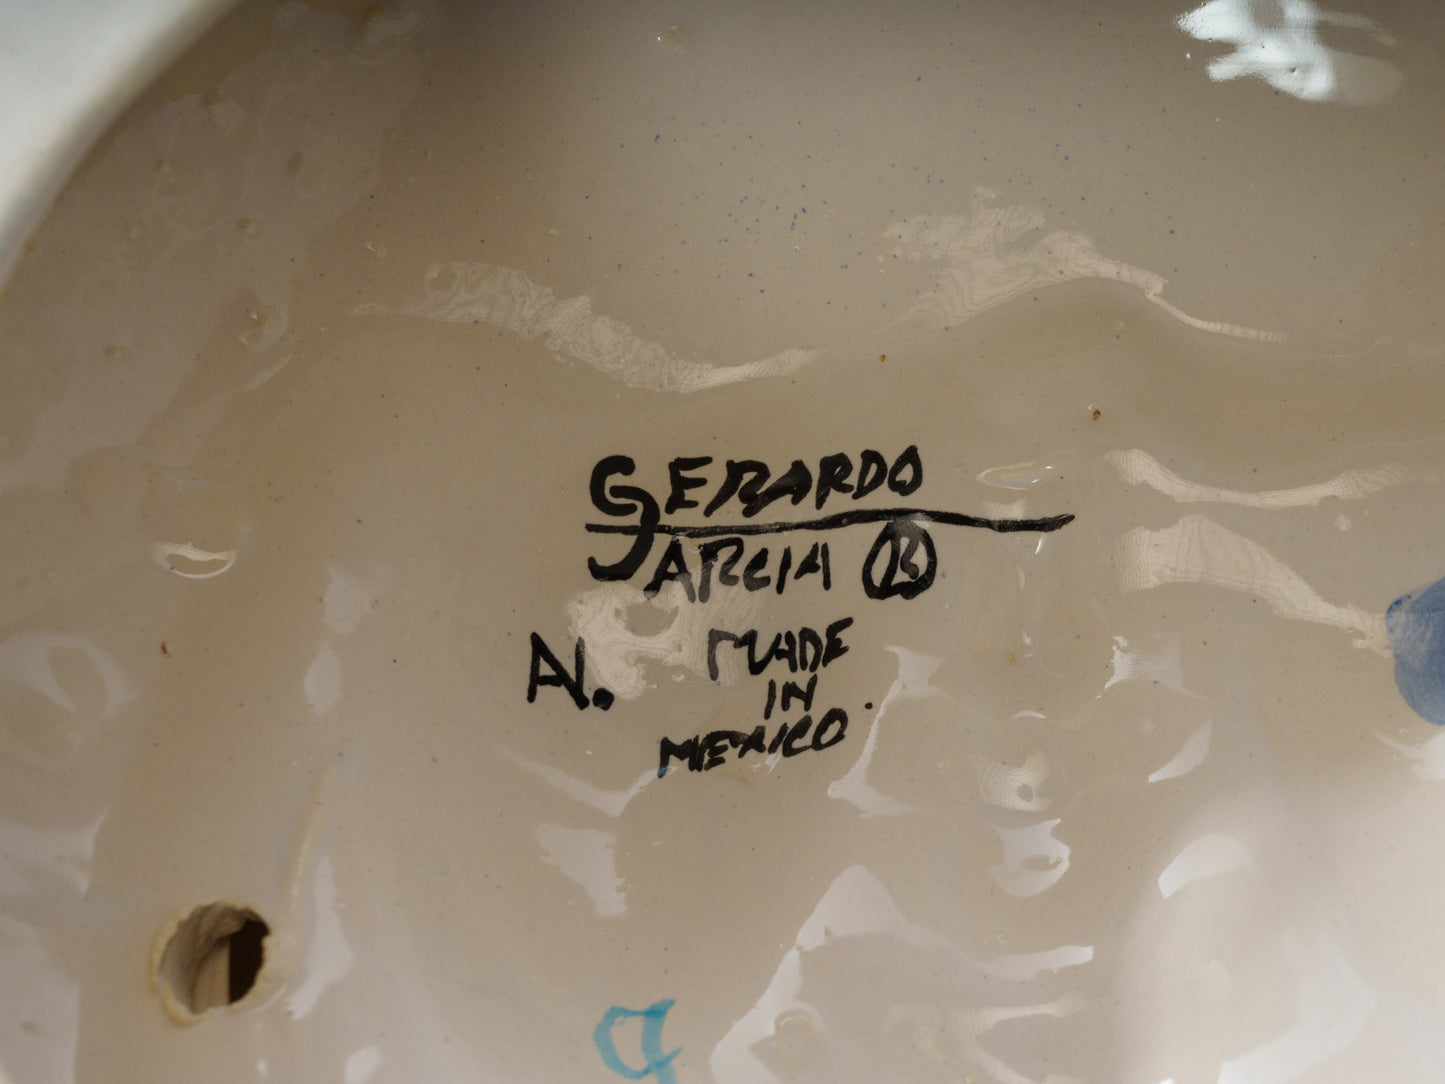 GERARDO
GARCIA ®
N. MADE
IN
MEXICO.